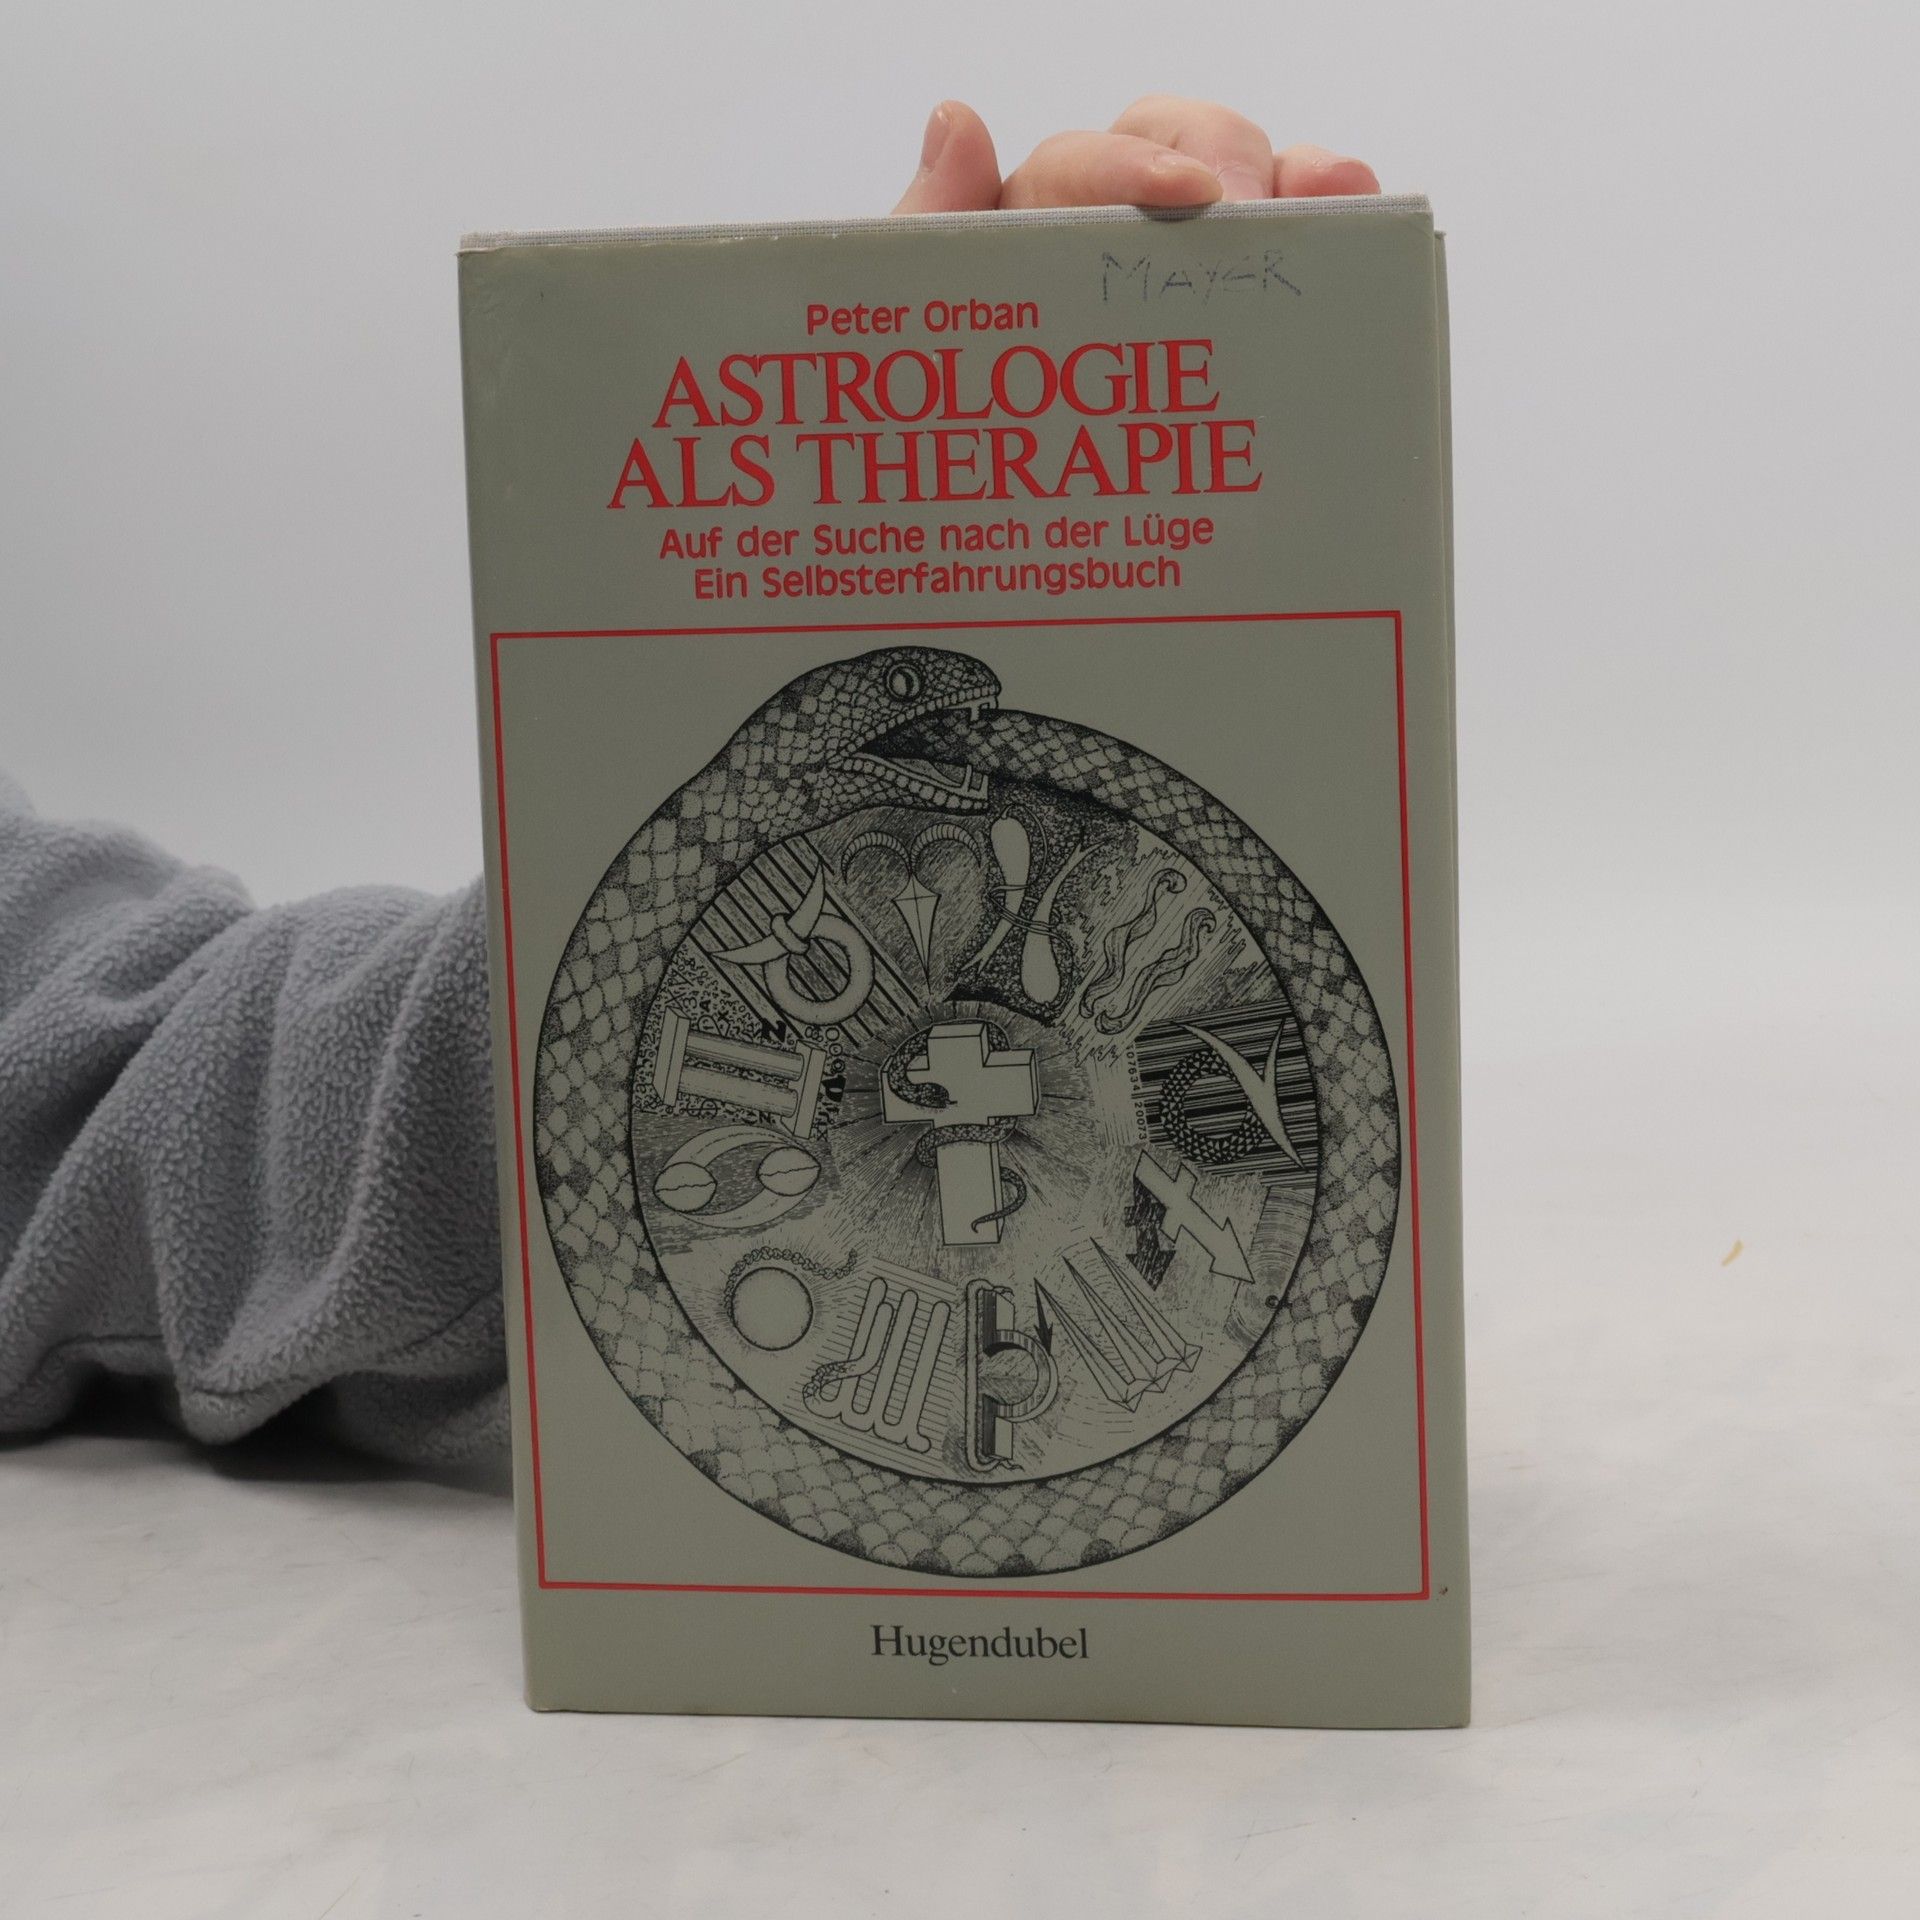 MAYER
Peter Orban
ASTROLOGIE
ALS THERAPIE
Auf der Suche nach der Lüge
Ein Selbsterfahrungsbuch
Hugendubel